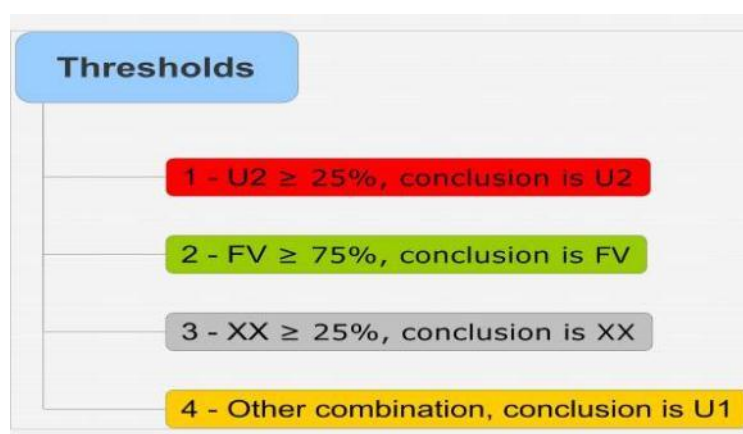 Thresholds
1 - U2 ≥ 25%, conclusion is U2
2 - FV ≥ 75%, conclusion is FV
3 - XX ≥ 25%, conclusion is XX
4 - Other combination, conclusion is U1